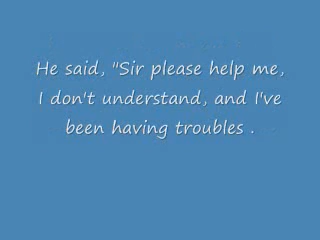 He said, "Sir please help me,
I don't understand, and I've
been having troubles .